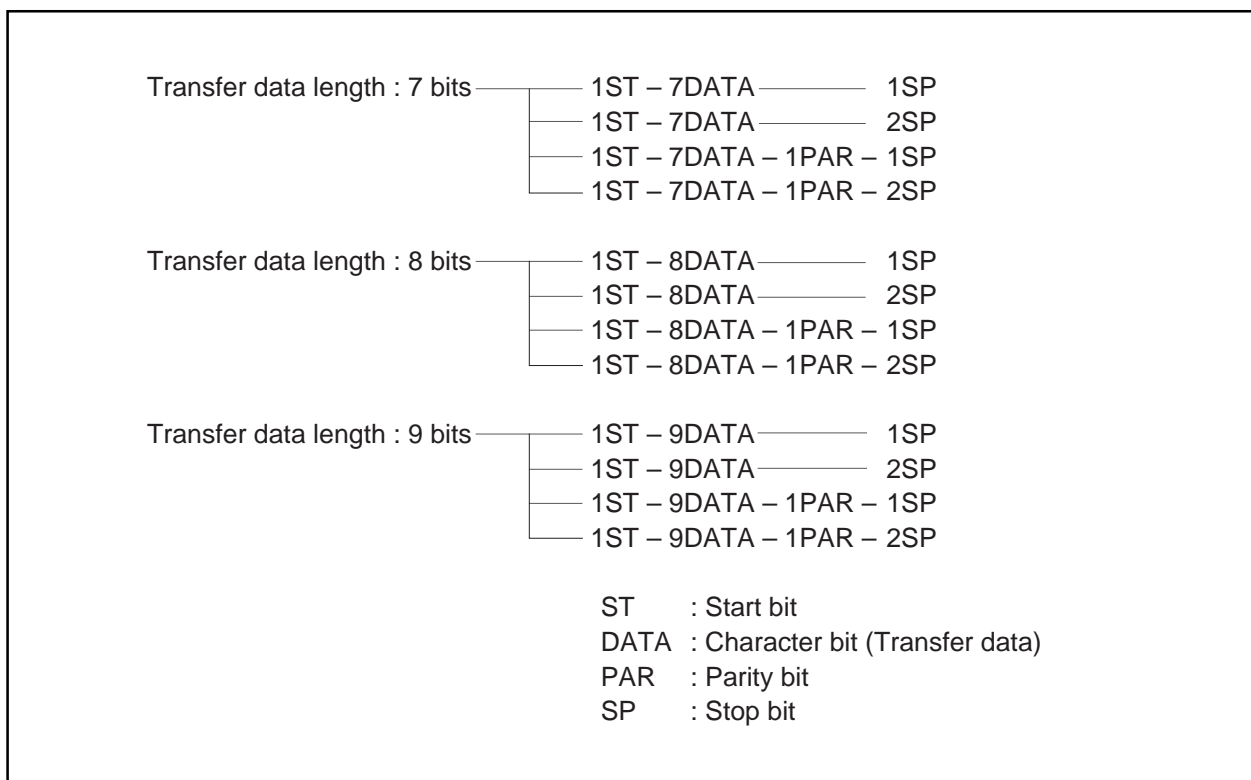 Transfer data length : 7 bits 1ST – 7DATA 1SP
1ST – 7DATA 2SP
1ST – 7DATA – 1PAR – 1SP
1ST – 7DATA – 1PAR – 2SP
Transfer data length : 8 bits 1ST – 8DATA 1SP
1ST – 8DATA 2SP
1ST – 8DATA – 1PAR – 1SP
1ST – 8DATA – 1PAR – 2SP
Transfer data length : 9 bits 1ST – 9DATA 1SP
1ST – 9DATA 2SP
1ST – 9DATA – 1PAR – 1SP
1ST – 9DATA – 1PAR – 2SP
ST : Start bit
DATA : Character bit (Transfer data)
PAR : Parity bit
SP : Stop bit